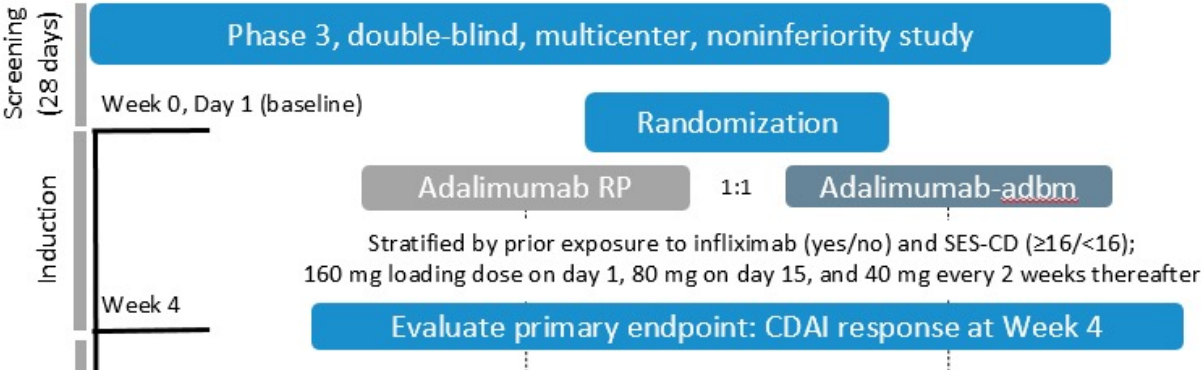 Screening
(28 days)
Phase 3, double-blind, multicenter, noninferiority study
Week 0, Day 1 (baseline)
Randomization
Induction
Adalimumab RP
1:1
Adalimumab-adbm
Stratified by prior exposure to infliximab (yes/no) and SES-CD (≥16/<16);
160 mg loading dose on day 1, 80 mg on day 15, and 40 mg every 2 weeks thereafter
Week 4
Evaluate primary endpoint: CDAI response at Week 4